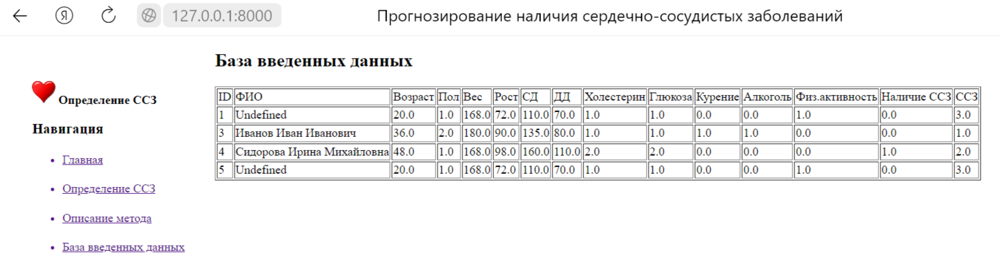 Я 127.0.0.1:8000 Прогнозирование наличия сердечно-сосудистых заболеваний
Определение ССЗ
Навигация
Главная
Определение ССЗ
Описание метода
База введенных данных
База введенных данных
ID ФИО Возраст Пол Вес Рост СД ДД Холестерин Глюкоза Курение Алкоголь Физ.активность Наличие ССЗ ССЗ
1 Undefined 20.0 1.0 168.0 72.0 110.0 70.0 1.0 1.0 0.0 0.0 1.0 0.0 3.0
3 Иванов Иван Иванович 36.0 2.0 180.0 90.0 135.0 80.0 1.0 1.0 1.0 1.0 0.0 0.0 1.0
4 Сидорова Ирина Михайловна 48.0 1.0 168.0 98.0 160.0 110.0 2.0 2.0 0.0 0.0 0.0 1.0 2.0
5 Undefined 20.0 1.0 168.0 72.0 110.0 70.0 1.0 1.0 0.0 0.0 1.0 0.0 3.0